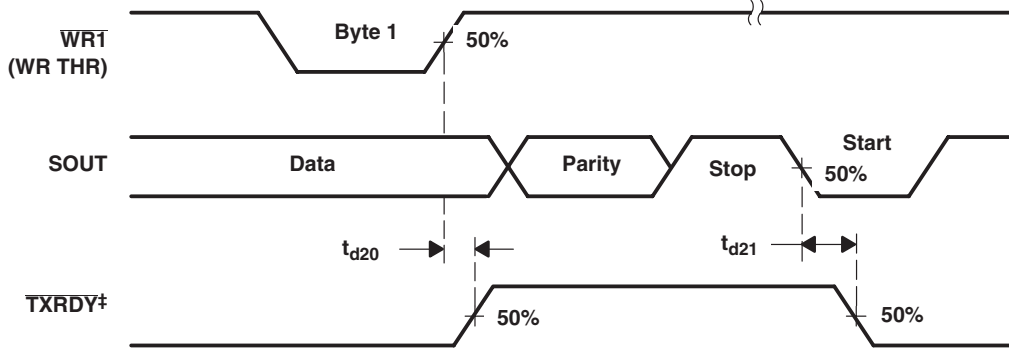 WR1
(WR THR)
Byte 1
50%
SOUT
Data
Parity
Stop
Start
50%
td20
td21
TXRDY‡
50%
50%